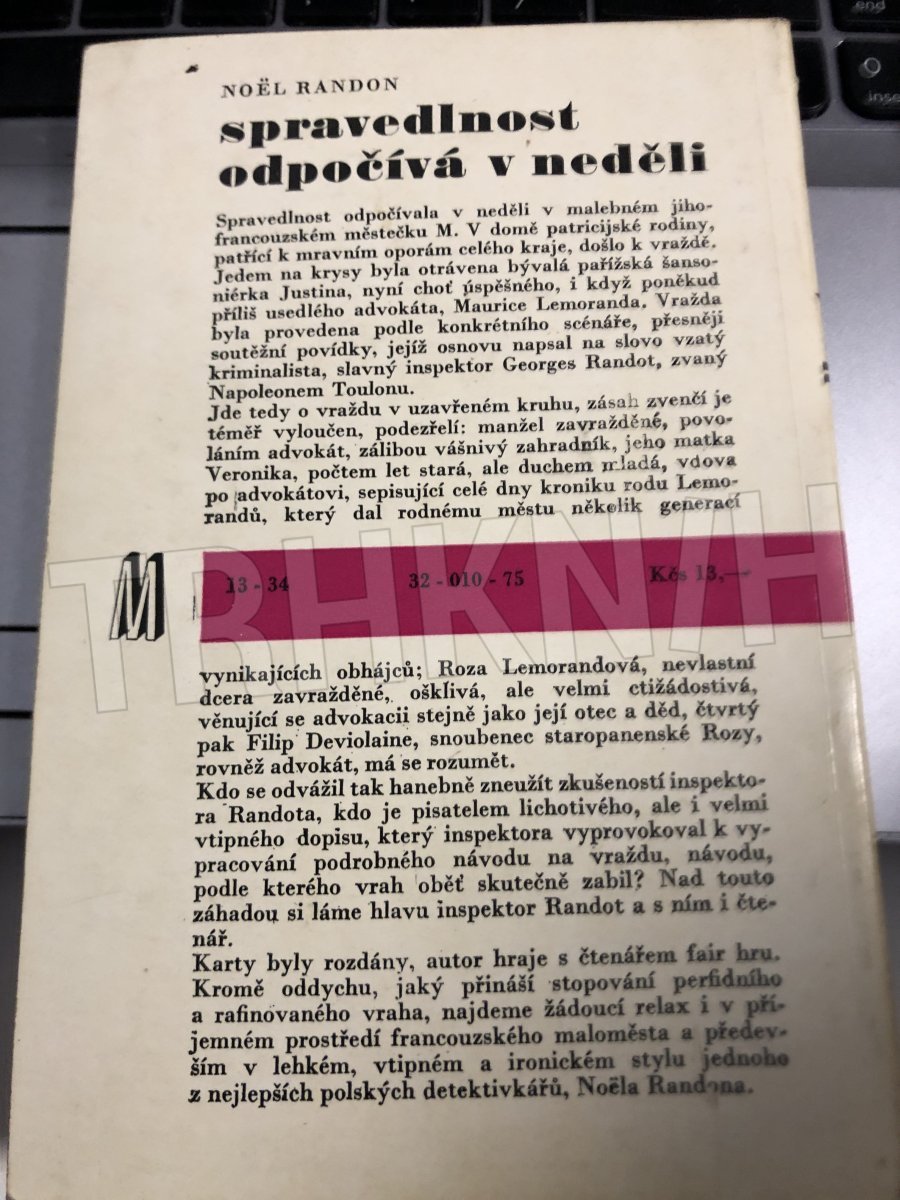 NOËL RANDON
spravedlnost
odpočívá v neděli
Spravedlnost odpočívala v neděli v malebném jiho-
francouzském městečku M. V domě patricijské rodiny,
patřící k mravním oporám celého kraje, došlo k vraždě.
Jedem na krysy byla otrávena bývalá pařížská šanso-
niérka Justina, nyní choť úspěšného, i když poněkud
příliš usedlého advokáta, Maurice Lemoranda. Vražda
byla provedena podle konkrétního scénáře, přesněji
soutěžní povídky, jejíž osnovu napsal na slovo vzatý
kriminalista, slavný inspektor Georges Randot, zvaný
Napoleonem Toulonu.
Jde tedy o vraždu v uzavřeném kruhu, zásah zvenčí je
téměř vyloučen, podezřelí: manžel zavražděné, povo-
láním advokát, zálibou vášnivý zahradník, jeho matka
Veronika, počtem let stará, ale duchem mladá, vdova
po advokátovi, sepisující celé dny kroniku rodu Lemo-
randů, který dal rodnému městu několik generací
M
13 - 34 32 - 010 - 75 Kčs 13,—
TBHKN/H
vynikajících obhájců; Roza Lemorandová, nevlastní
dcera zavražděné, ošklivá, ale velmi ctižádostivá,
věnující se advokacii stejně jako její otec a děd, čtvrtý
pak Filip Deviolaine, snoubenec staropanenské Rozy,
rovněž advokát, má se rozumět.
Kdo se odvážil tak hanebně zneužít zkušeností inspekto-
ra Randota, kdo je pisatelem lichotivého, ale i velmi
vtipného dopisu, který inspektora vyprovokoval k vy-
pracování podrobného návodu na vraždu, návodu,
podle kterého vrah oběť skutečně zabil? Nad touto
záhadou si láme hlavu inspektor Randot a s ním i čte-
nář.
Karty byly rozdány, autor hraje s čtenářem fair hru.
Kromě oddychu, jaký přináší stopování perfidního
a rafinovaného vraha, najdeme žádoucí relax i v pří-
jemném prostředí francouzského maloměsta a předev-
ším v lehkém, vtipném a ironickém stylu jednoho
z nejlepších polských detektivkářů, Noëla Randona.
end